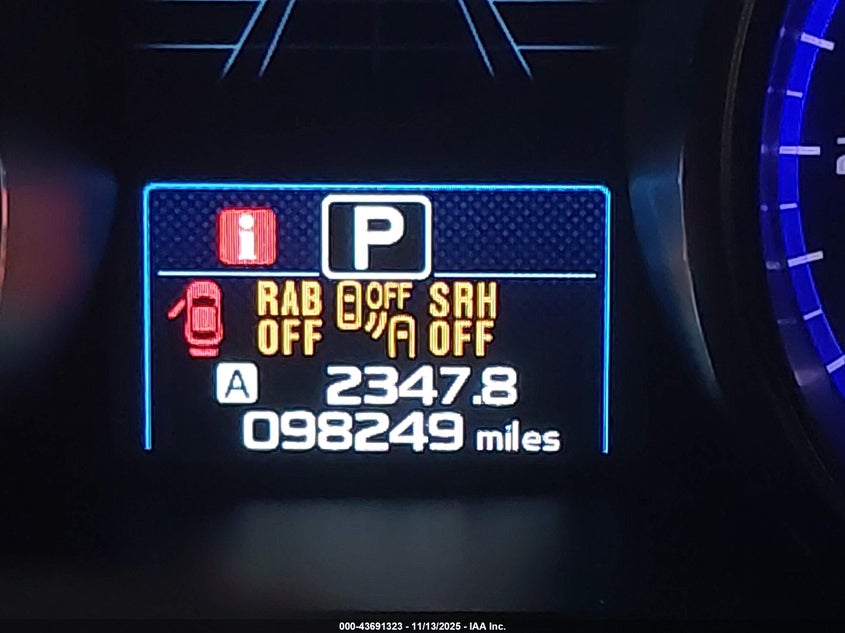 i P
RAB OFF SRH
OFF OFF
A 2347.8
098249 miles
000-43691323 - 11/13/2025 - IAA Inc.